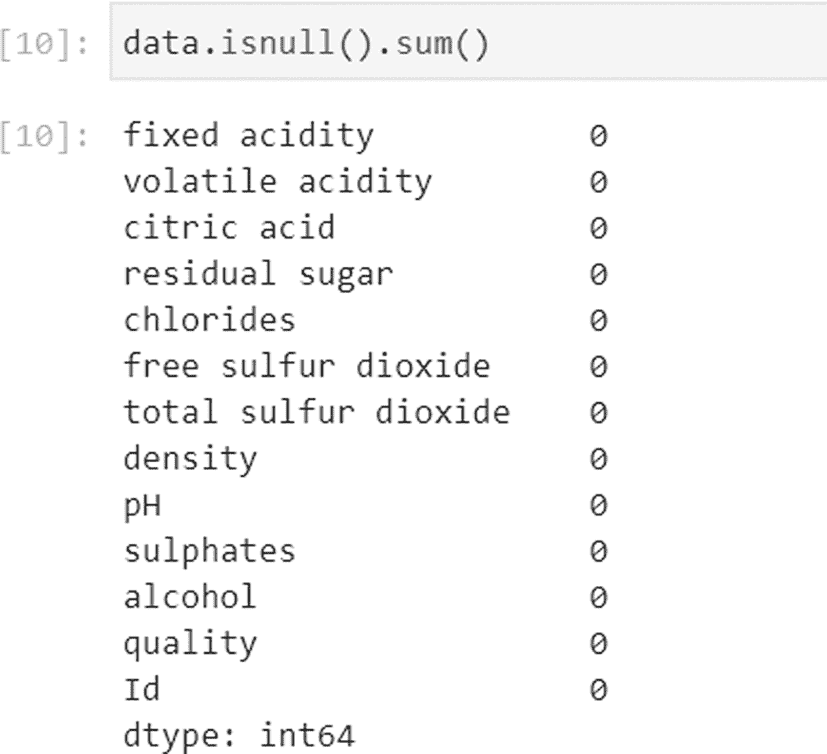 [10]: data.isnull().sum()
[10]: fixed acidity 0
volatile acidity 0
citric acid 0
residual sugar 0
chlorides 0
free sulfur dioxide 0
total sulfur dioxide 0
density 0
pH 0
sulphates 0
alcohol 0
quality 0
Id 0
dtype: int64